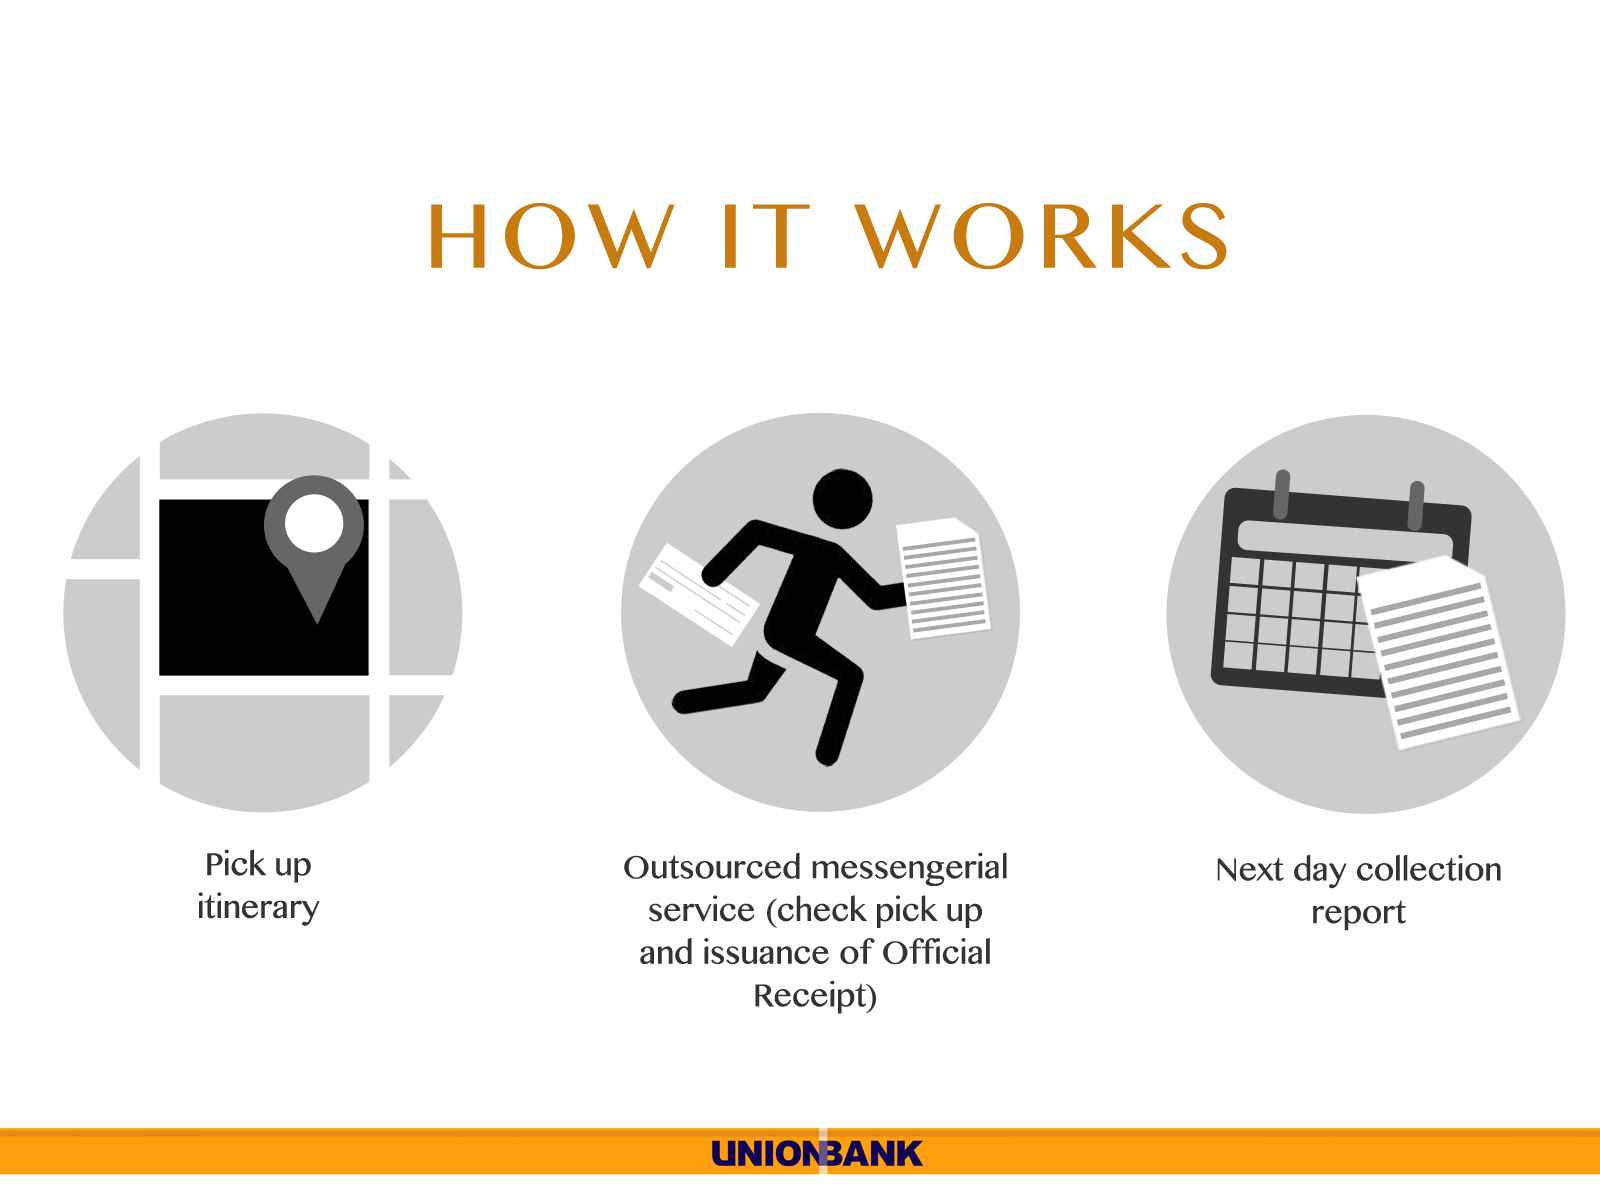 HOW IT WORKS
Pick up
itinerary
Outsourced messengerial
service (check pick up
and issuance of Official
Receipt)
Next day collection
report
UNIONBANK